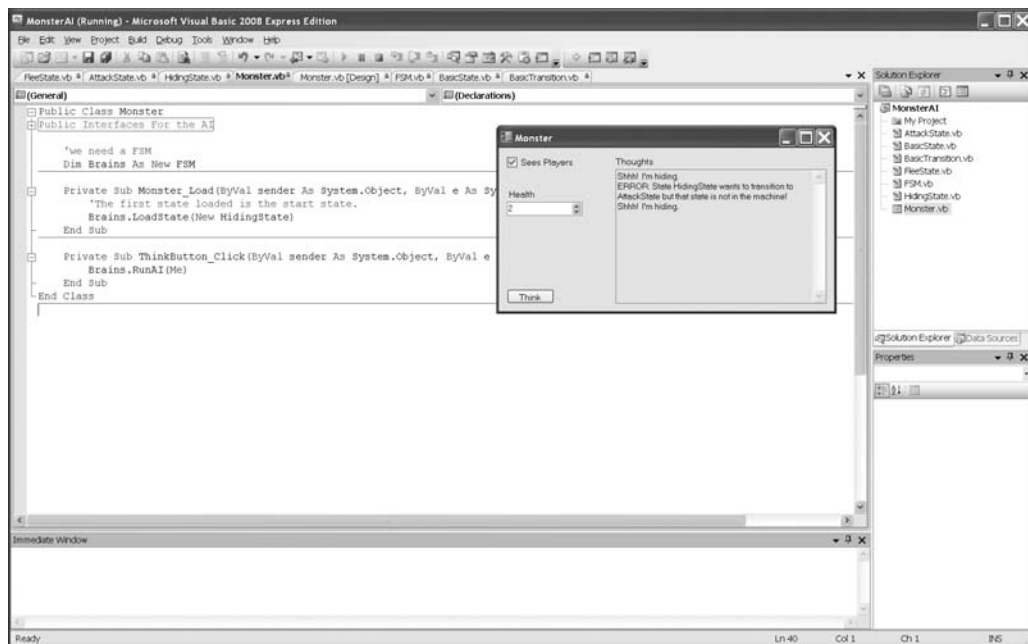 MonsterAI (Running) - Microsoft Visual Basic 2008 Express Edition
File Edit View Project Build Debug Tools Window Help
FleeState.vb AttackState.vb HidingState.vb Monster.vb Monster.vb [Design] FSM.vb BasicState.vb BasicTransition.vb
(General) (Declarations)
Public Class Monster
Public Interfaces For the AI
'we need a FSM
Dim Brains As New FSM
Private Sub Monster_Load(ByVal sender As System.Object, ByVal e As Sy
'The first state loaded is the start state.
Brains.LoadState(New HidingState)
End Sub
Private Sub ThinkButton_Click(ByVal sender As System.Object, ByVal e
Brains.RunAI(Me)
End Sub
End Class
Monster
Sees Players
Health
2
Think
Thoughts
Shhh! I'm hiding.
ERROR: State HidingState wants to transition to
AttackState but that state is not in the machine!
Shhh! I'm hiding.
Solution Explorer
MonsterAI
My Project
AttackState.vb
BasicState.vb
BasicTransition.vb
FleeState.vb
FSM.vb
HidingState.vb
Monster.vb
Solution Explorer Data Sources
Properties
Immediate Window
Ready Ln 40 Col 1 Ch 1 INS